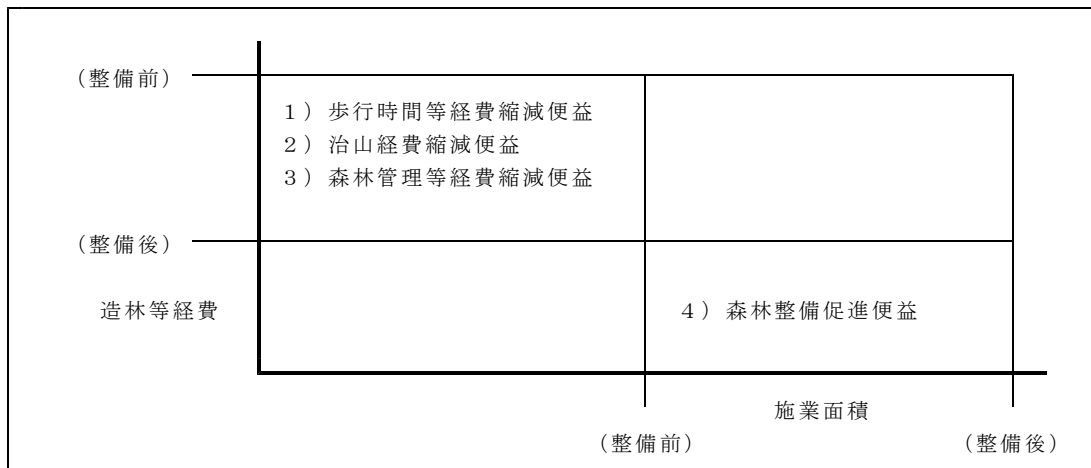 （整備前）
１）歩行時間等経費縮減便益
２）治山経費縮減便益
３）森林管理等経費縮減便益
（整備後）
造林等経費
４）森林整備促進便益
施業面積
（整備前）
（整備後）